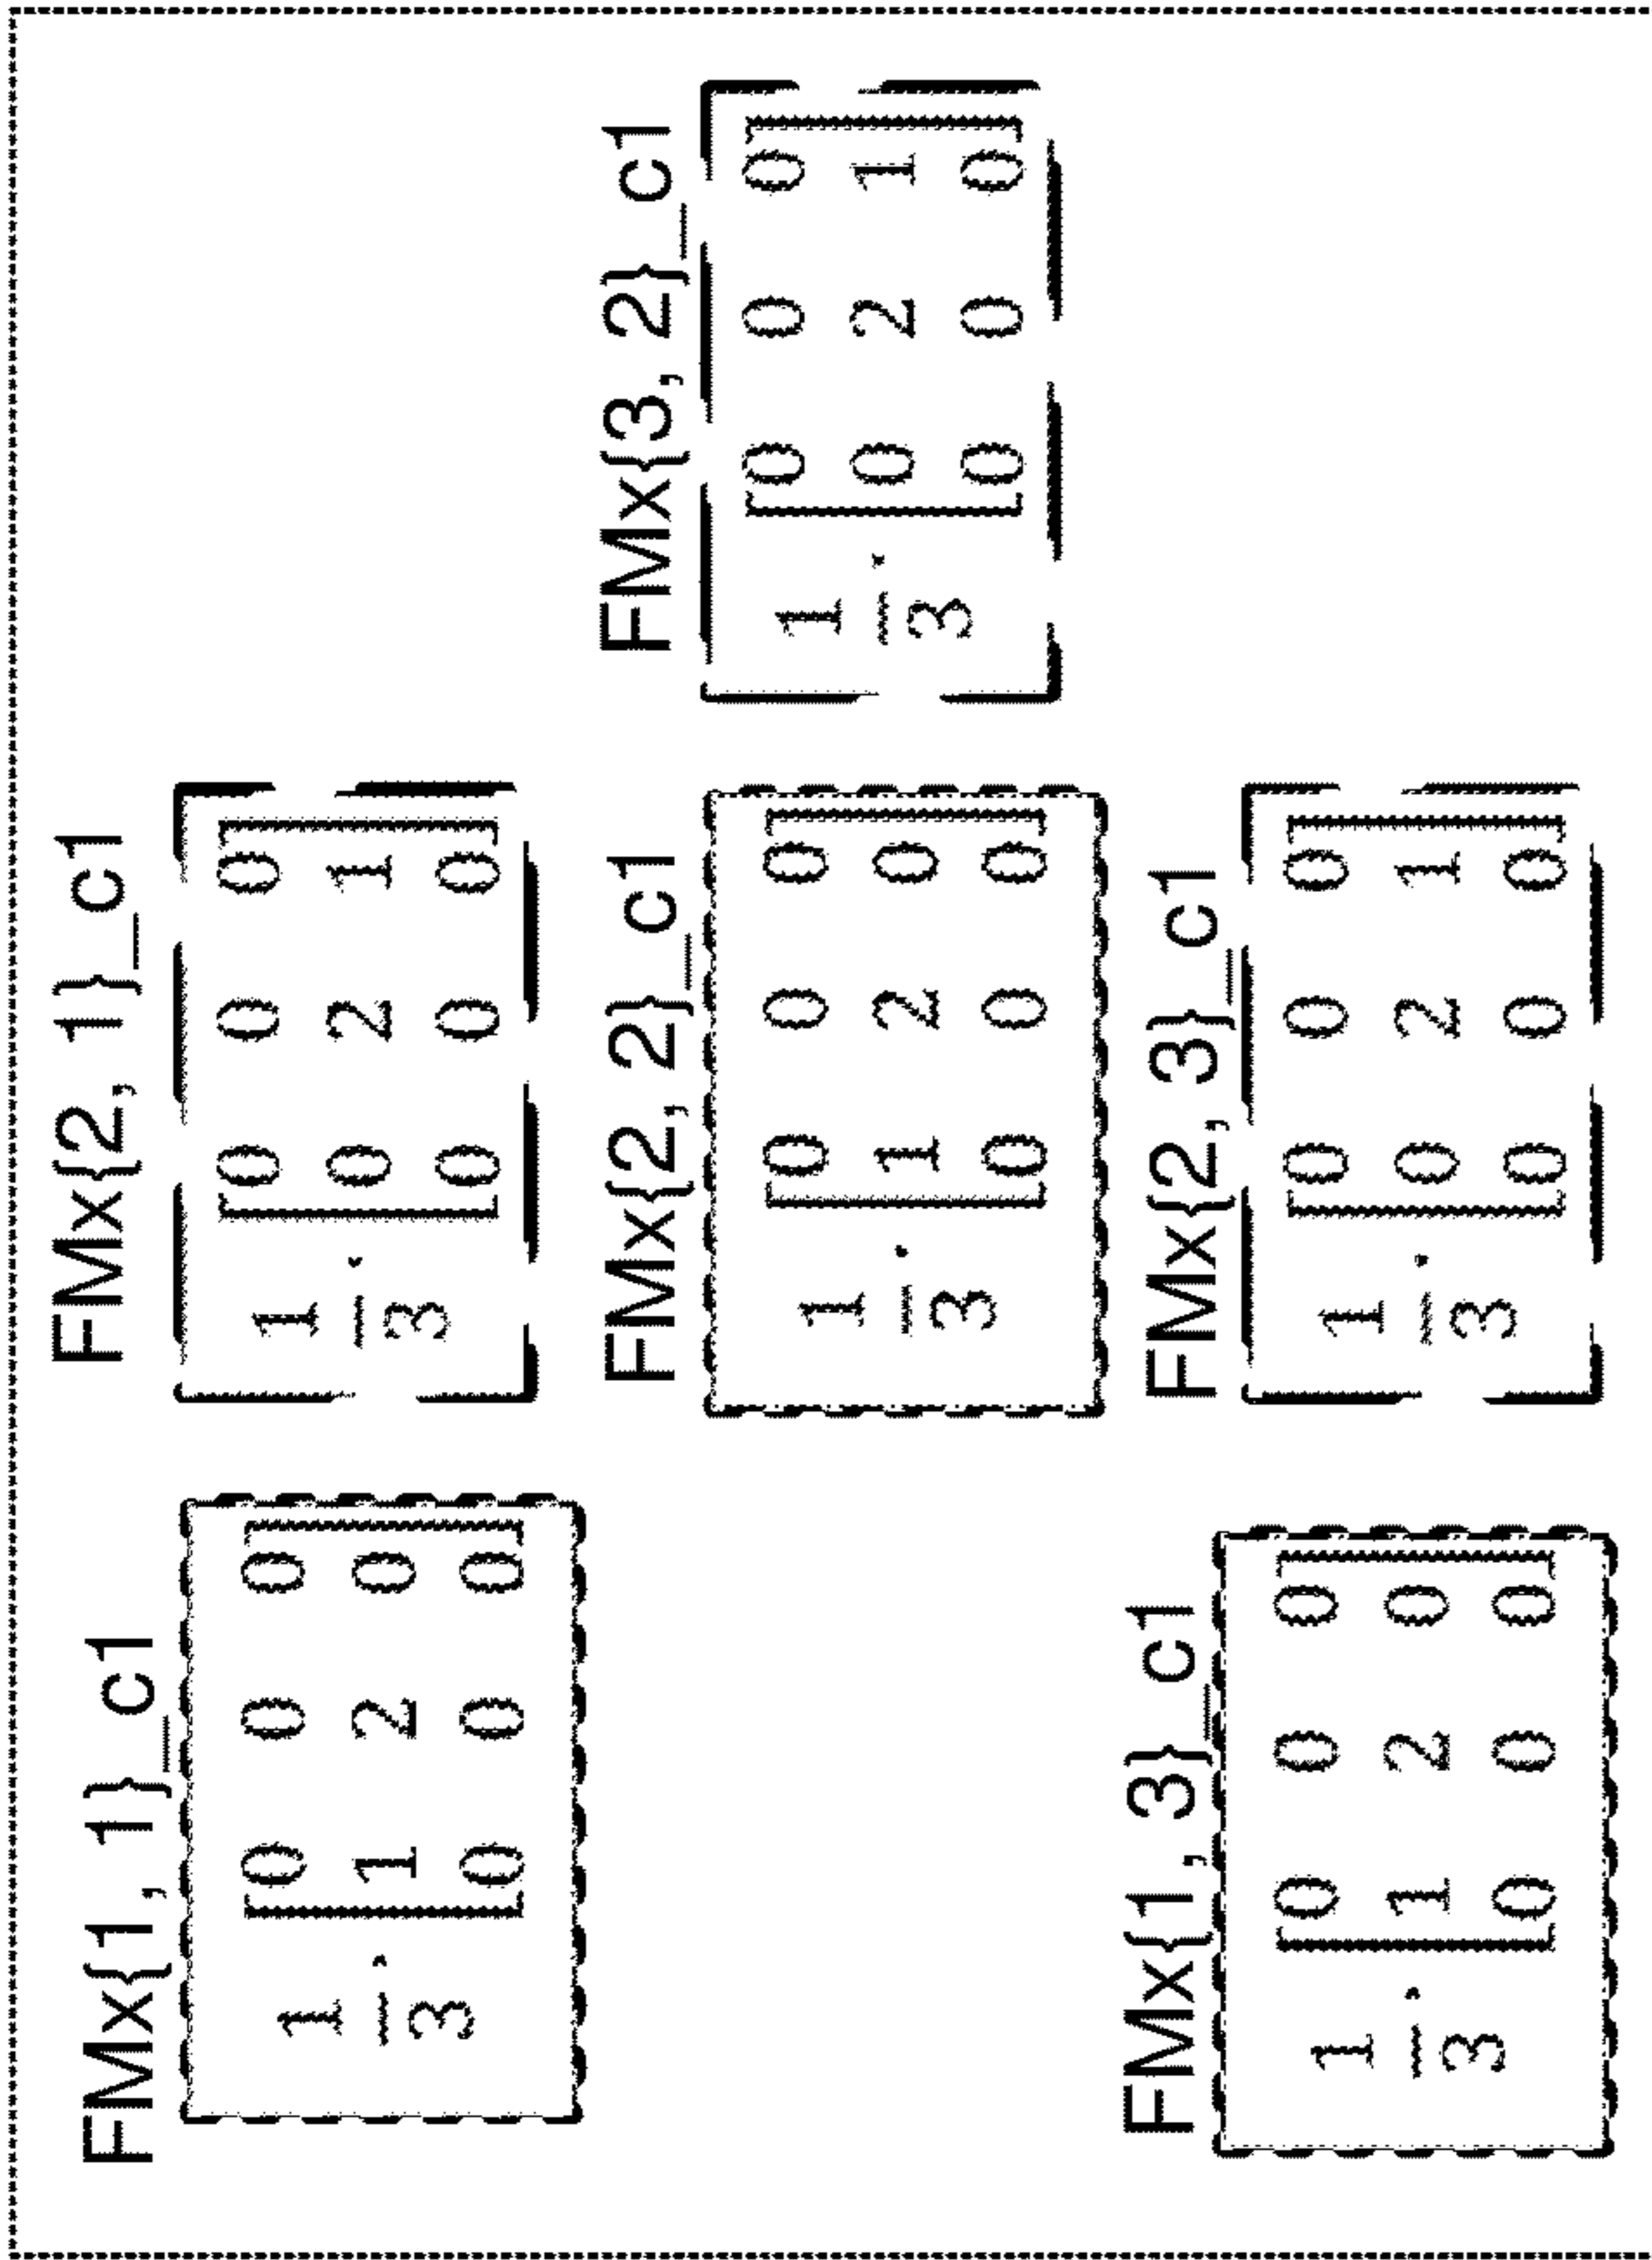 FMx{1, 1}_c1
1/3 ·
0 0 0
1 2 0
0 0 0
FMx{2, 1}_c1
1/3 ·
0 0 0
0 2 1
0 0 0
FMx{2, 2}_c1
1/3 ·
0 0 0
1 2 0
0 0 0
FMx{3, 2}_c1
1/3 ·
0 0 0
0 2 1
0 0 0
FMx{1, 3}_c1
1/3 ·
0 0 0
1 2 0
0 0 0
FMx{2, 3}_c1
1/3 ·
0 0 0
0 2 1
0 0 0